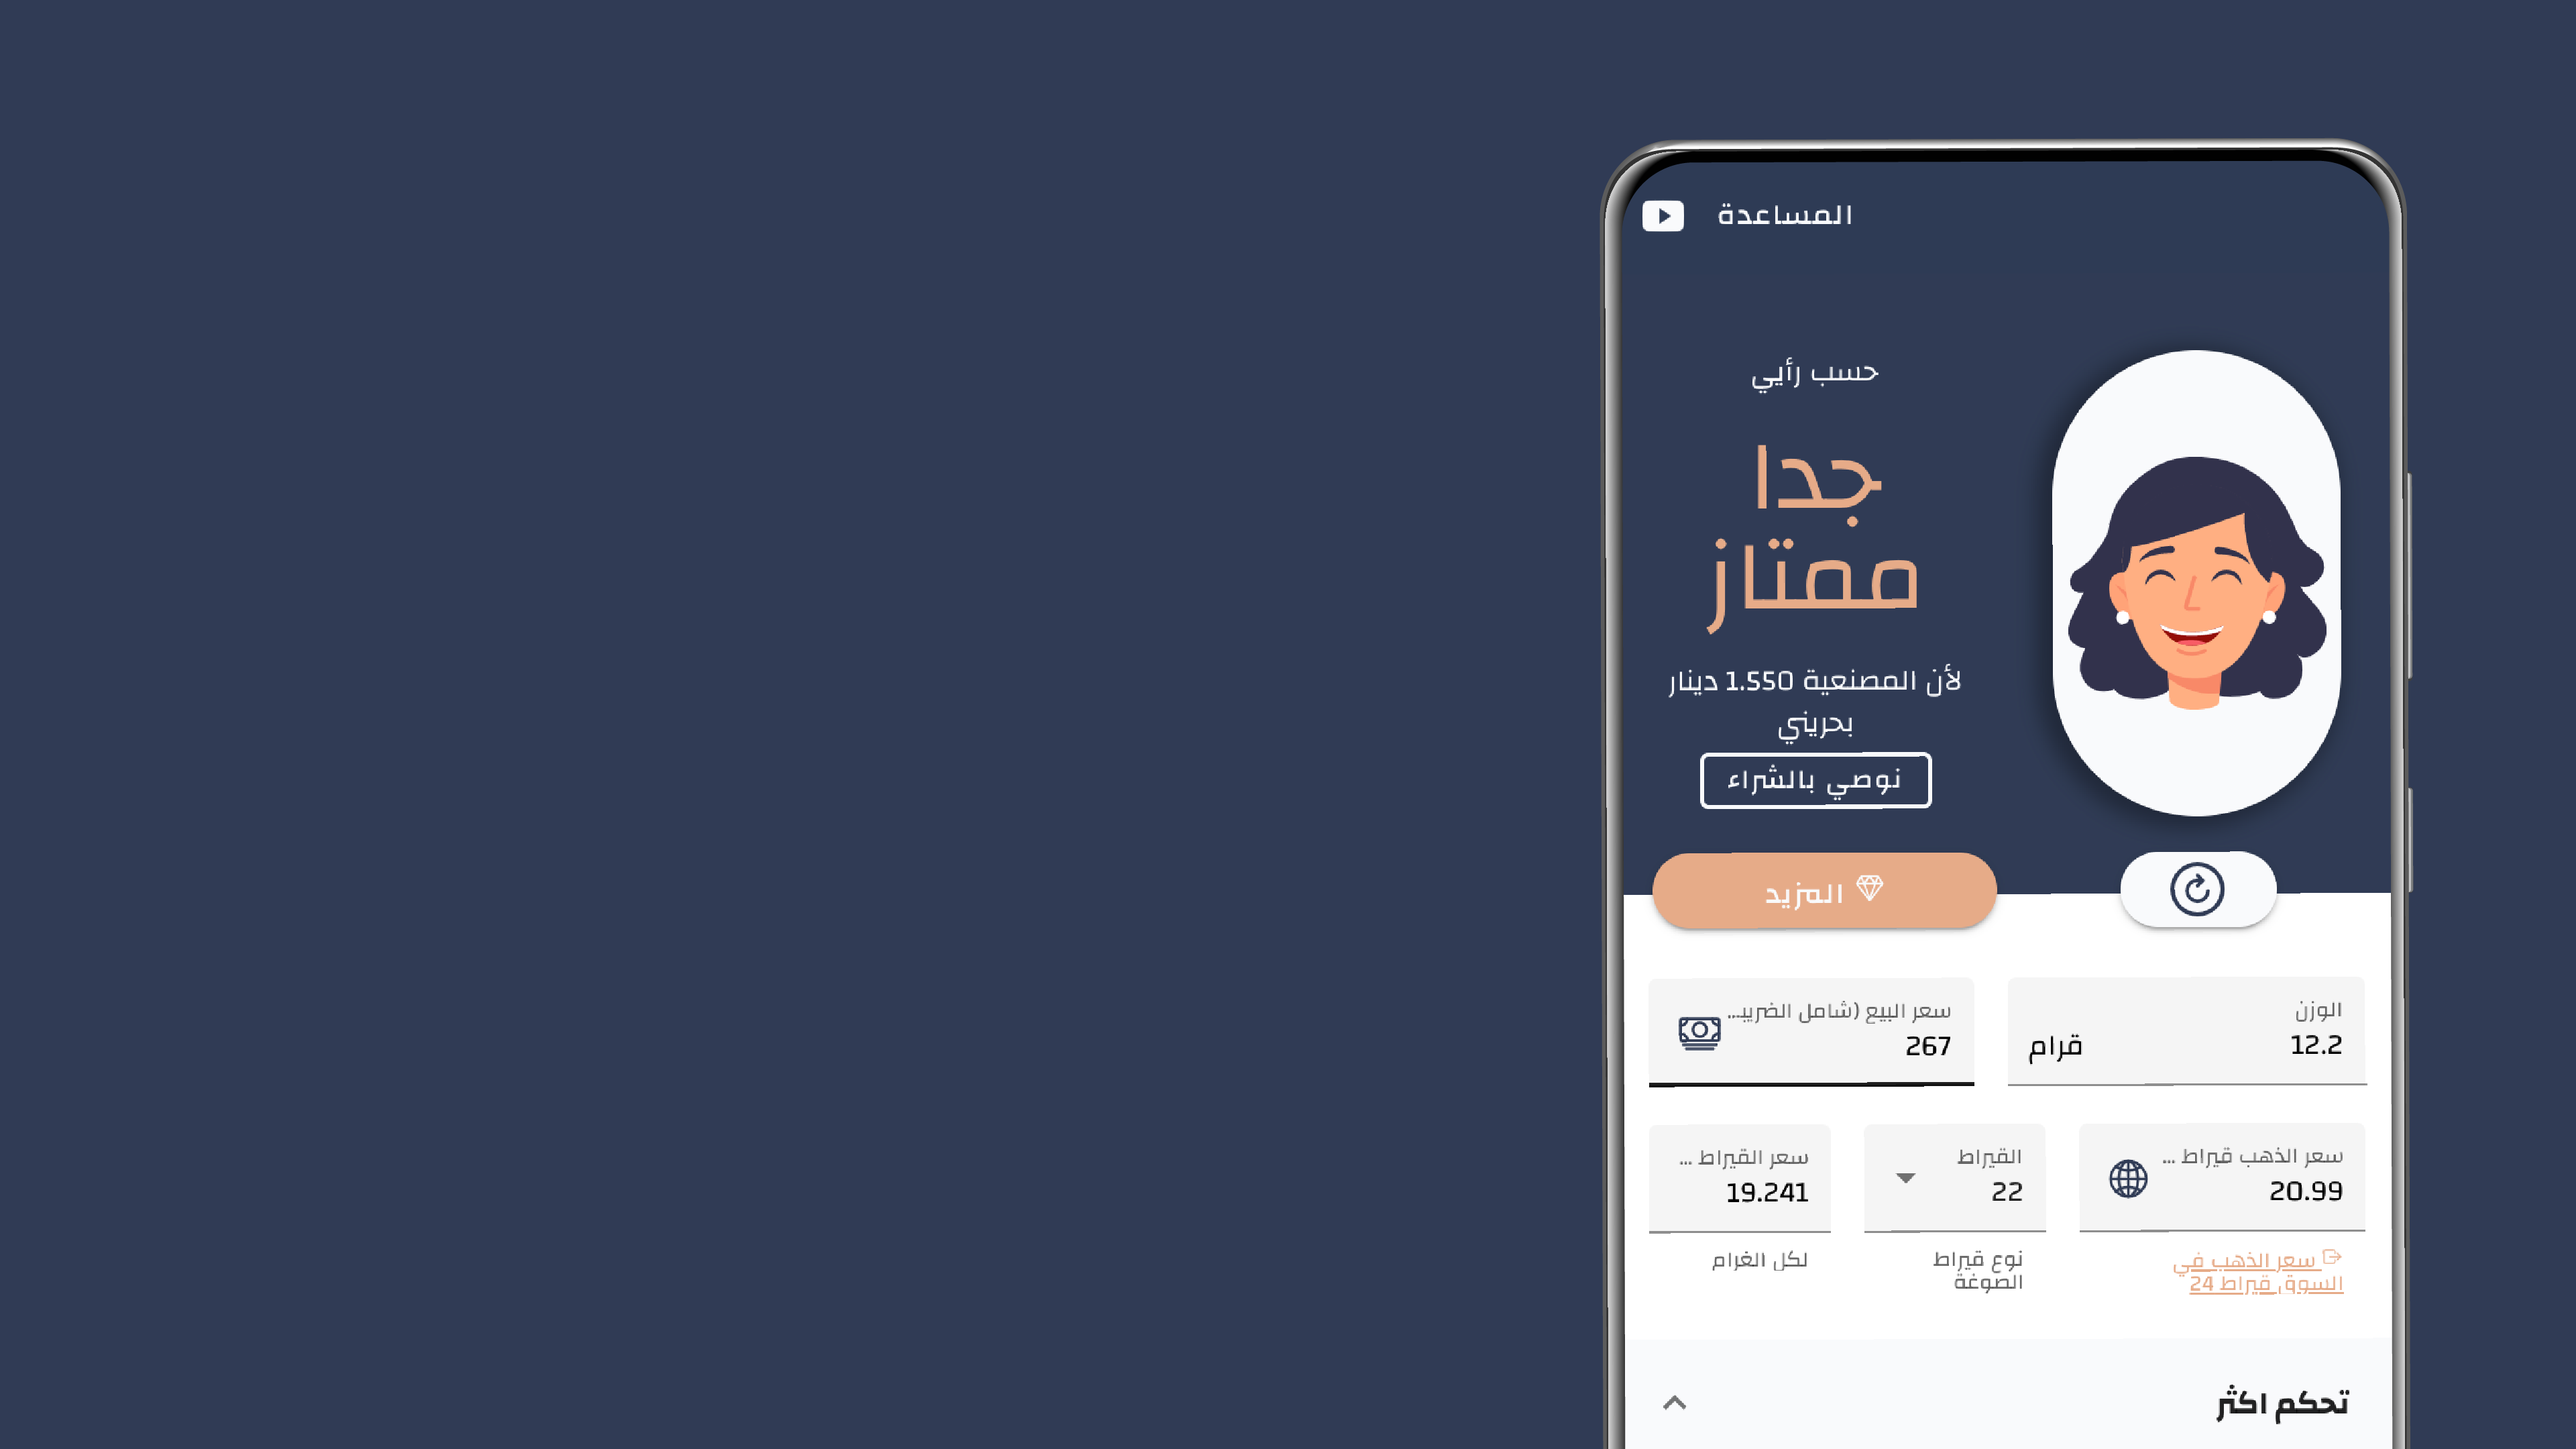 المساعدة
حسب رأيي
جدا
ممتاز
لأن المصنعية 1.550 دينار
بحريني
نوصي بالشراء
المزيد
الوزن
12.2 قرام
سعر البيع (شامل الضريبـ...
267
سعر الذهب قيراط ...
20.99
سعر الذهب في
السوق قيراط 24
القيراط
22
نوع قيراط
الصوغة
سعر القيراط ...
19.241
لكل الغرام
تحكم اكثر